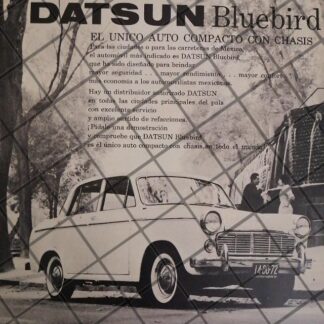 DATSUN Bluebird
EL UNICO AUTO COMPACTO CON CHASIS
Para las ciudades o para las carreteras de México,
el automóvil más indicado es DATSUN Bluebird,
que ha sido diseñado para brindar:
mayor seguridad . . . mayor rendimiento . . . mayor confort,
más economía a los automovilistas mexicanos.
Hay un distribuidor autorizado DATSUN
en todas las ciudades principales del país
con excelente servicio
y amplio surtido de refacciones.
¡Pídale una demostración
y compruebe que DATSUN Bluebird
es el único auto compacto con chasis, en todo el mundo!